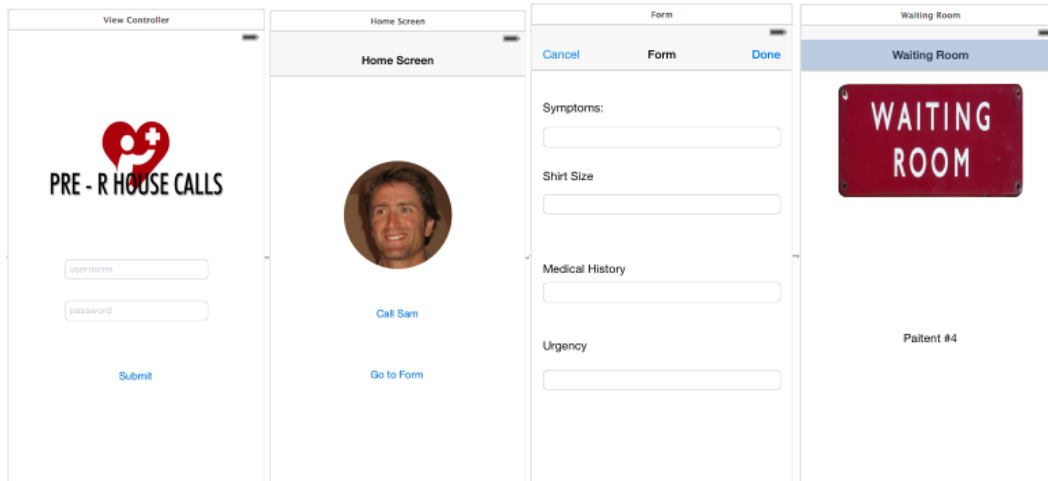 View Controller
PRE - R HOUSE CALLS
username
password
Submit
Home Screen
Home Screen
Call Sam
Go to Form
Form
Cancel Form Done
Symptoms:
Shirt Size
Medical History
Urgency
Waiting Room
Waiting Room
WAITING
ROOM
Paitent #4